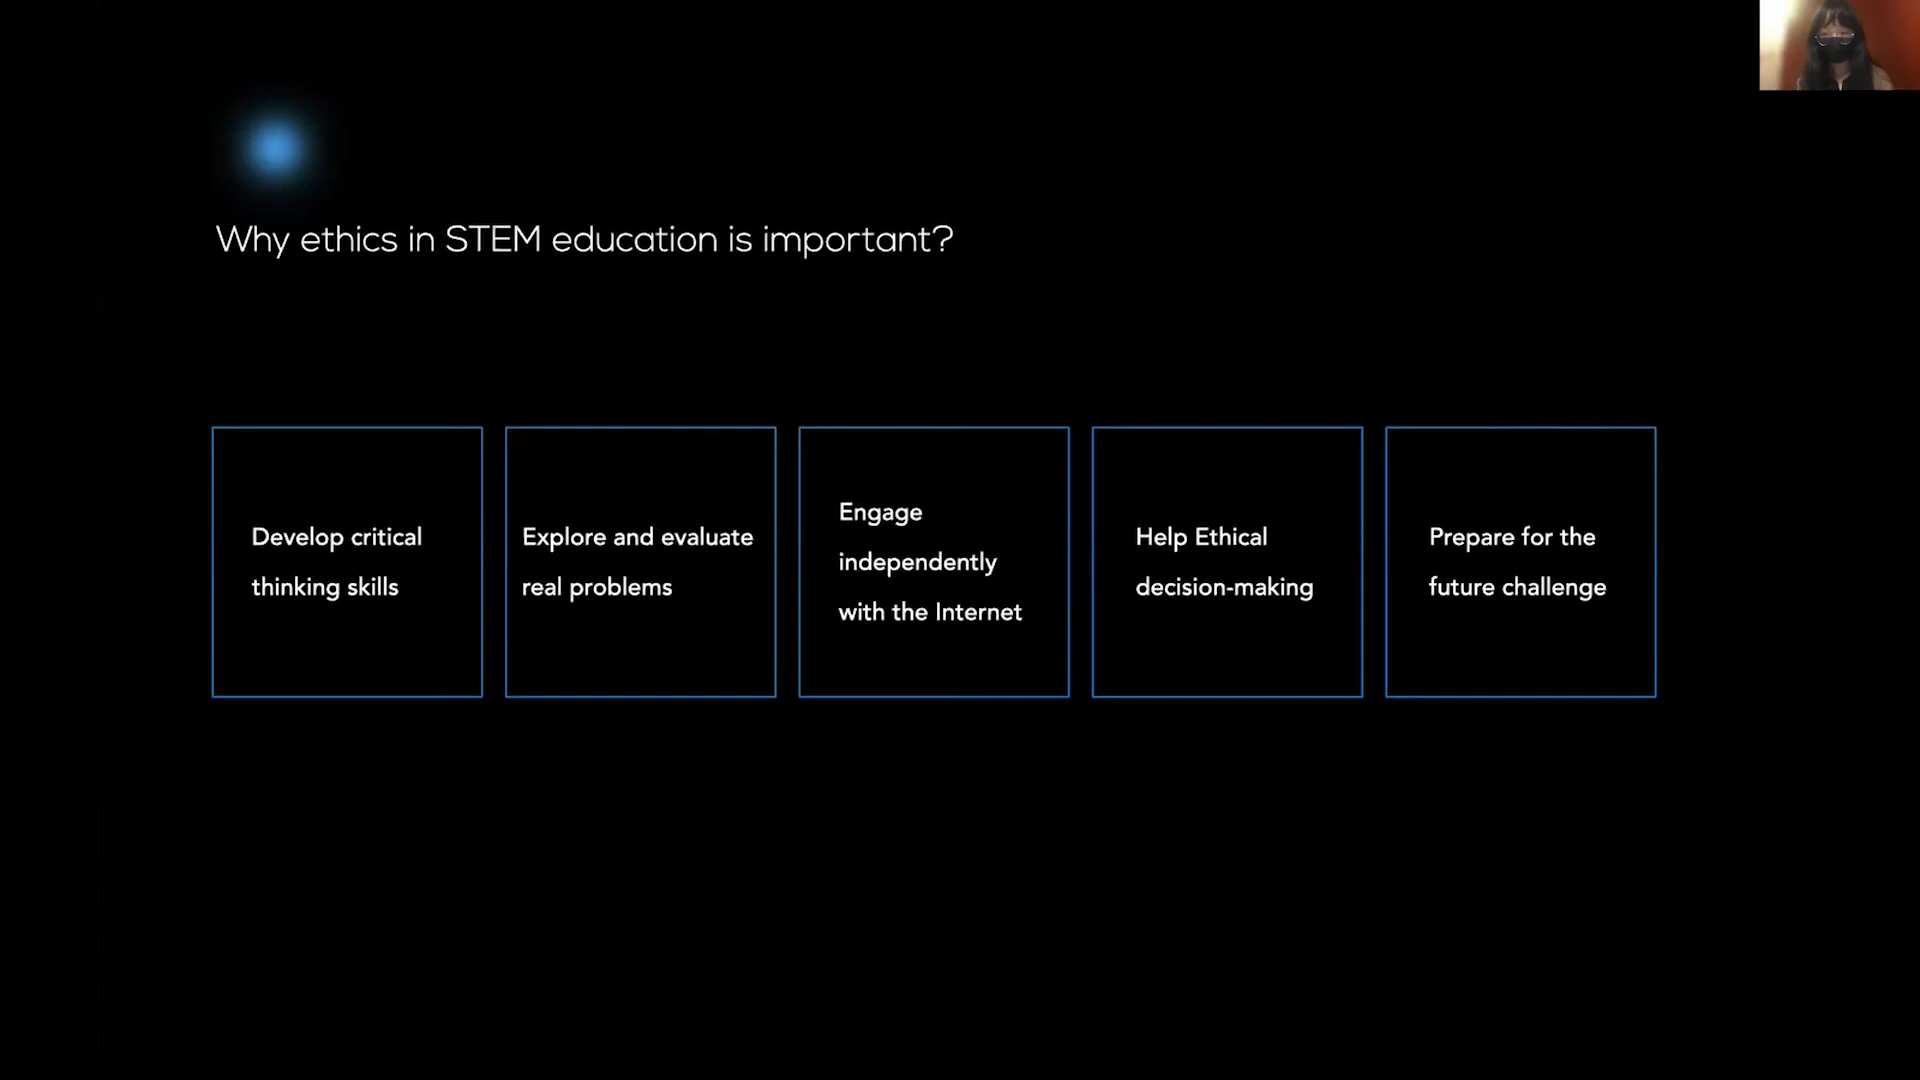 Why ethics in STEM education is important?
Develop critical
thinking skills
Explore and evaluate
real problems
Engage
independently
with the Internet
Help Ethical
decision-making
Prepare for the
future challenge